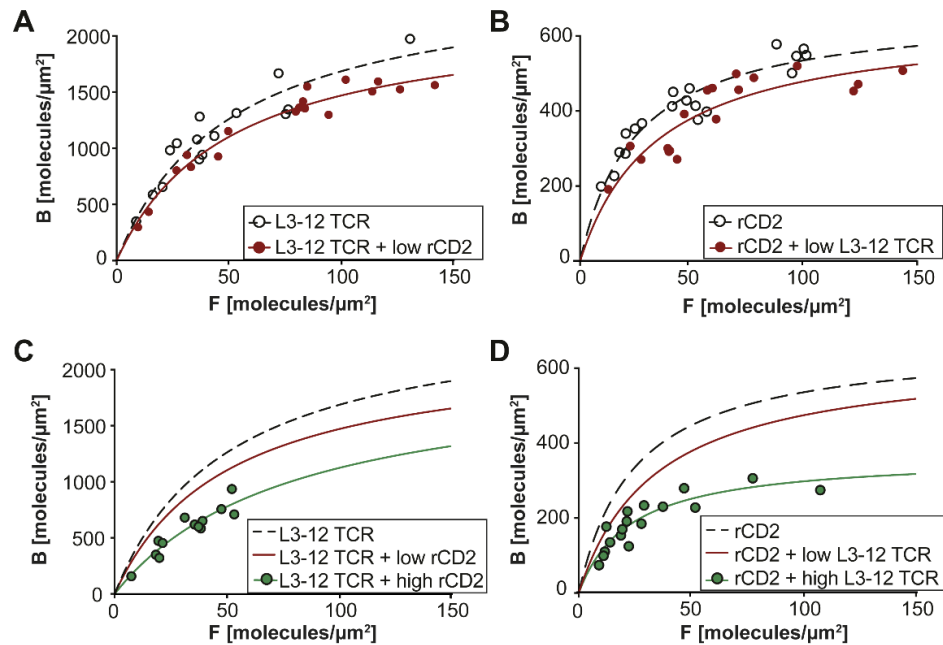 A
B [molecules/µm²]
2000
1500
1000
500
0
0
50
100
150
F [molecules/µm²]
L3-12 TCR
L3-12 TCR + low rCD2
B
B [molecules/µm²]
600
400
200
0
0
50
100
150
F [molecules/µm²]
rCD2
rCD2 + low L3-12 TCR
C
B [molecules/µm²]
2000
1500
1000
500
0
0
50
100
150
F [molecules/µm²]
L3-12 TCR
L3-12 TCR + low rCD2
L3-12 TCR + high rCD2
D
B [molecules/µm²]
600
400
200
0
0
50
100
150
F [molecules/µm²]
rCD2
rCD2 + low L3-12 TCR
rCD2 + high L3-12 TCR